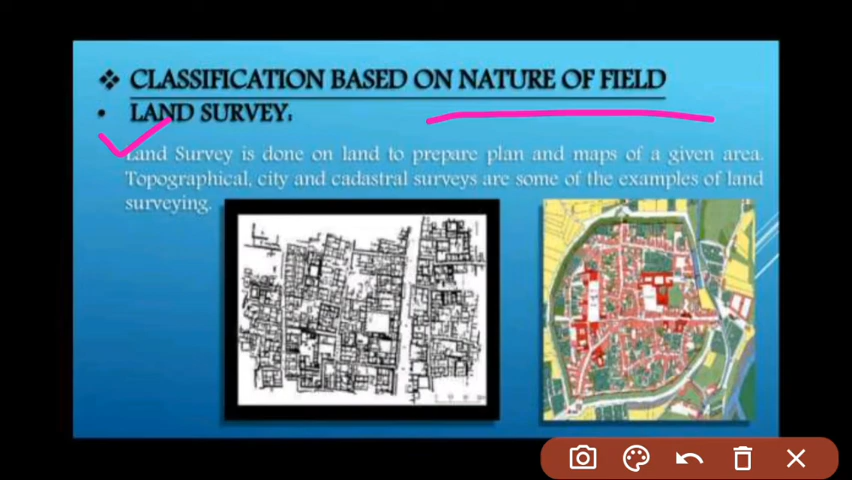 ❖ CLASSIFICATION BASED ON NATURE OF FIELD
• LAND SURVEY:
Land Survey is done on land to prepare plan and maps of a given area.
Topographical, city and cadastral surveys are some of the examples of land
surveying.